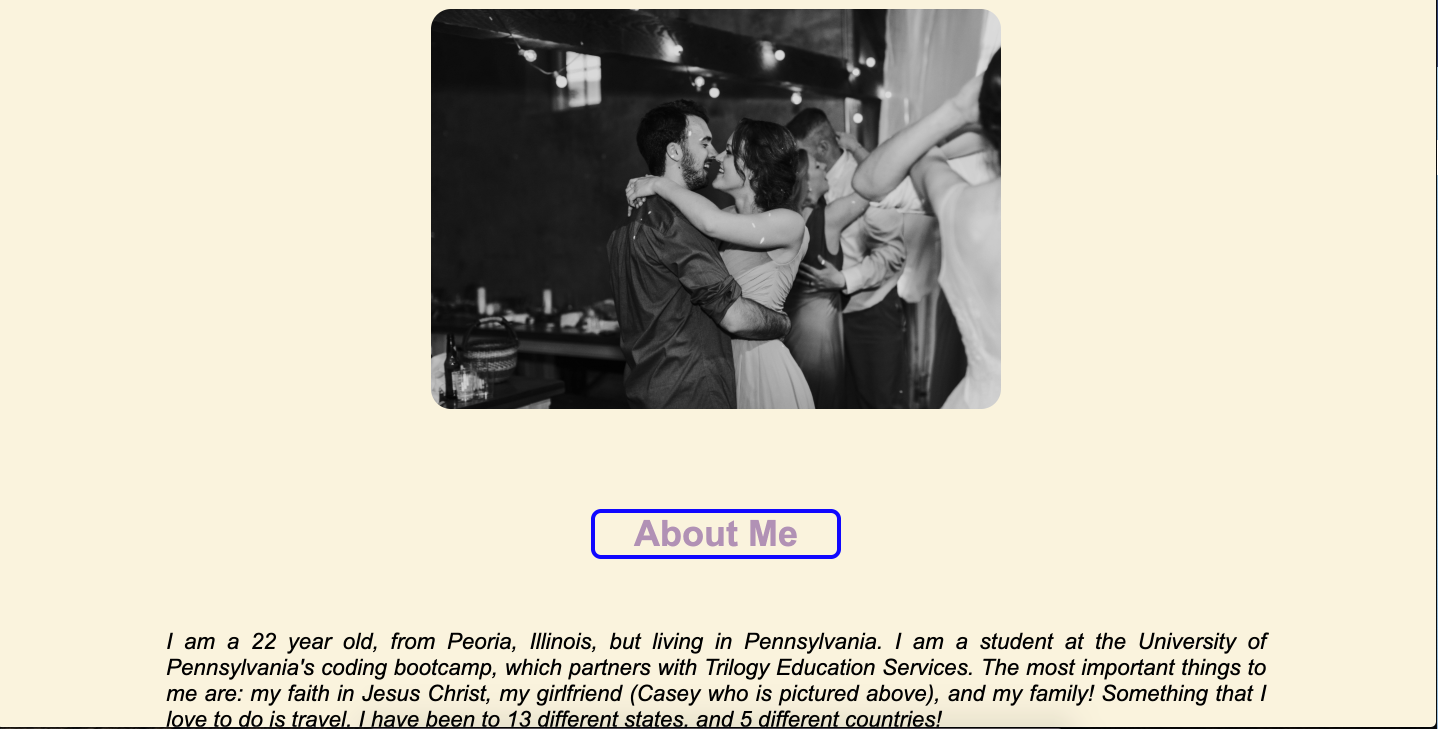 About Me
I am a 22 year old, from Peoria, Illinois, but living in Pennsylvania. I am a student at the University of
Pennsylvania's coding bootcamp, which partners with Trilogy Education Services. The most important things to
me are: my faith in Jesus Christ, my girlfriend (Casey who is pictured above), and my family! Something that I
love to do is travel. I have been to 13 different states, and 5 different countries!